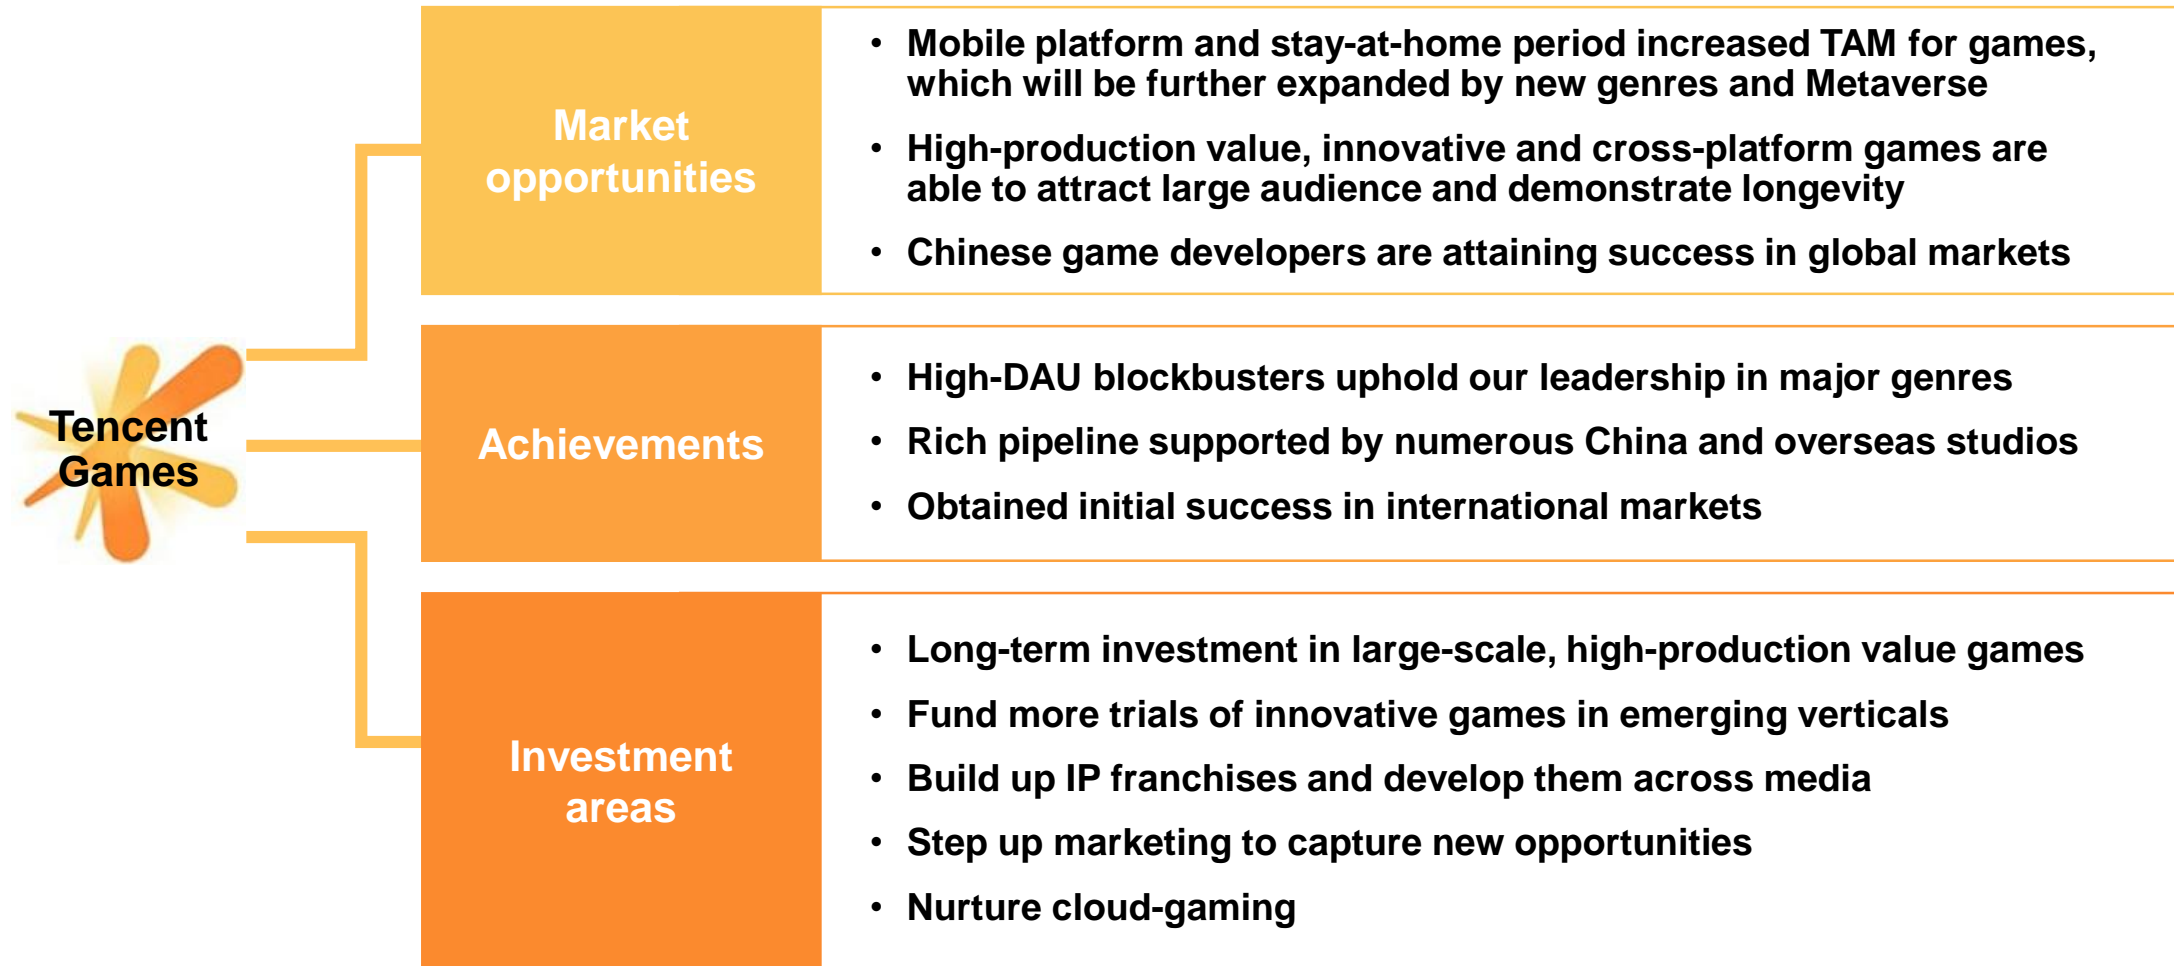 Tencent
Games
Market
opportunities
• Mobile platform and stay-at-home period increased TAM for games,
which will be further expanded by new genres and Metaverse
• High-production value, innovative and cross-platform games are
able to attract large audience and demonstrate longevity
• Chinese game developers are attaining success in global markets
Achievements
• High-DAU blockbusters uphold our leadership in major genres
• Rich pipeline supported by numerous China and overseas studios
• Obtained initial success in international markets
Investment
areas
• Long-term investment in large-scale, high-production value games
• Fund more trials of innovative games in emerging verticals
• Build up IP franchises and develop them across media
• Step up marketing to capture new opportunities
• Nurture cloud-gaming